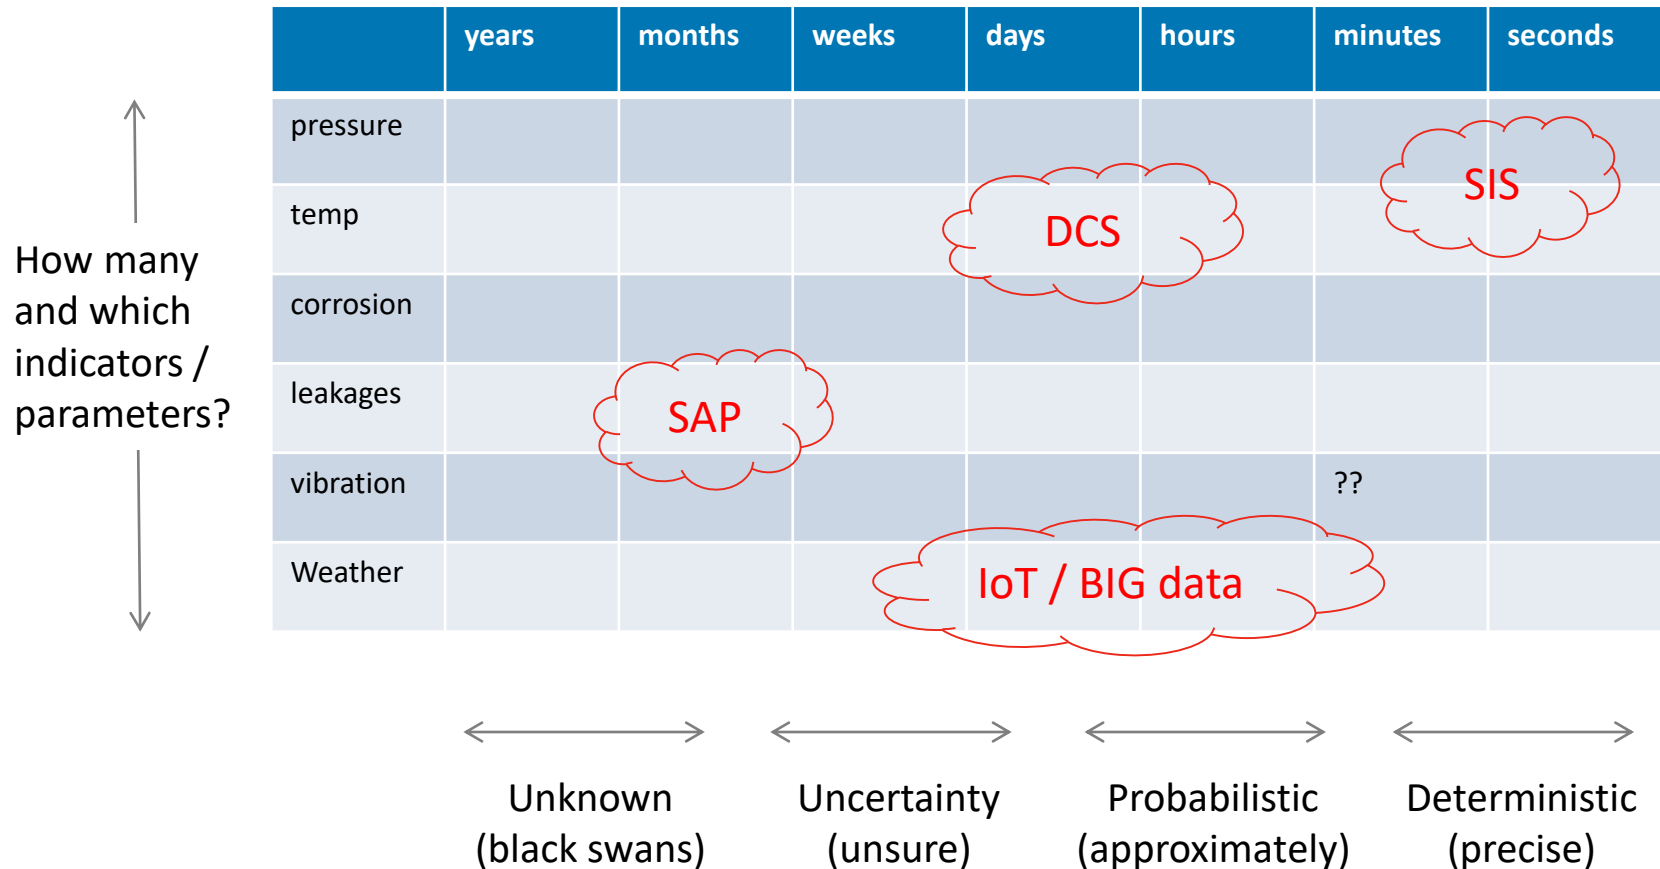 years months weeks days hours minutes seconds
pressure
SIS
temp
DCS
How many
and which
indicators /
parameters?
corrosion
leakages
SAP
vibration
??
Weather
IoT / BIG data
Unknown
(black swans)
Uncertainty
(unsure)
Probabilistic
(approximately)
Deterministic
(precise)